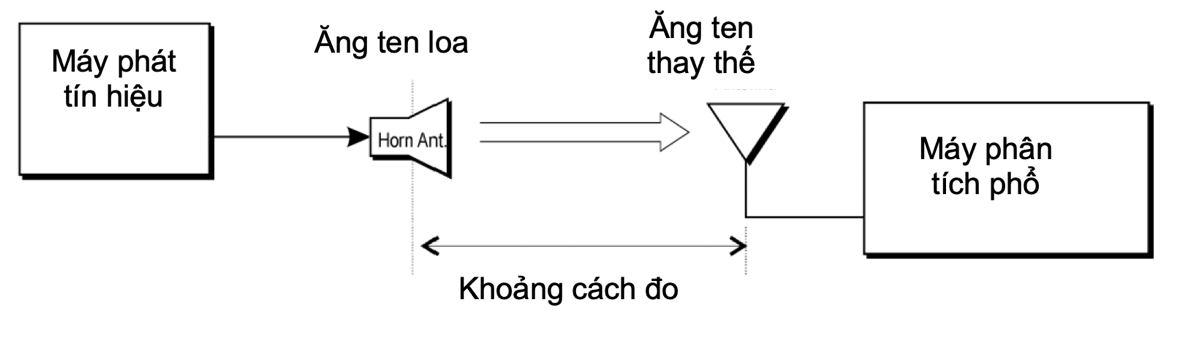 Máy phát
tín hiệu
Ăng ten loa
Horn Ant.
Ăng ten
thay thế
Máy phân
tích phổ
Khoảng cách đo